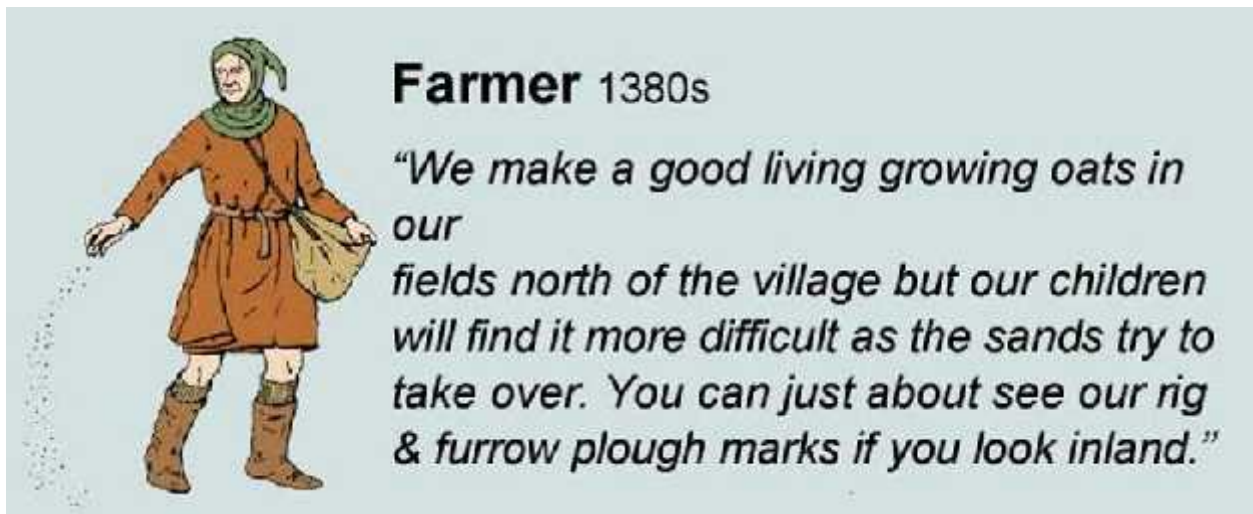 Farmer 1380s
“We make a good living growing oats in
our
fields north of the village but our children
will find it more difficult as the sands try to
take over. You can just about see our rig
& furrow plough marks if you look inland.”